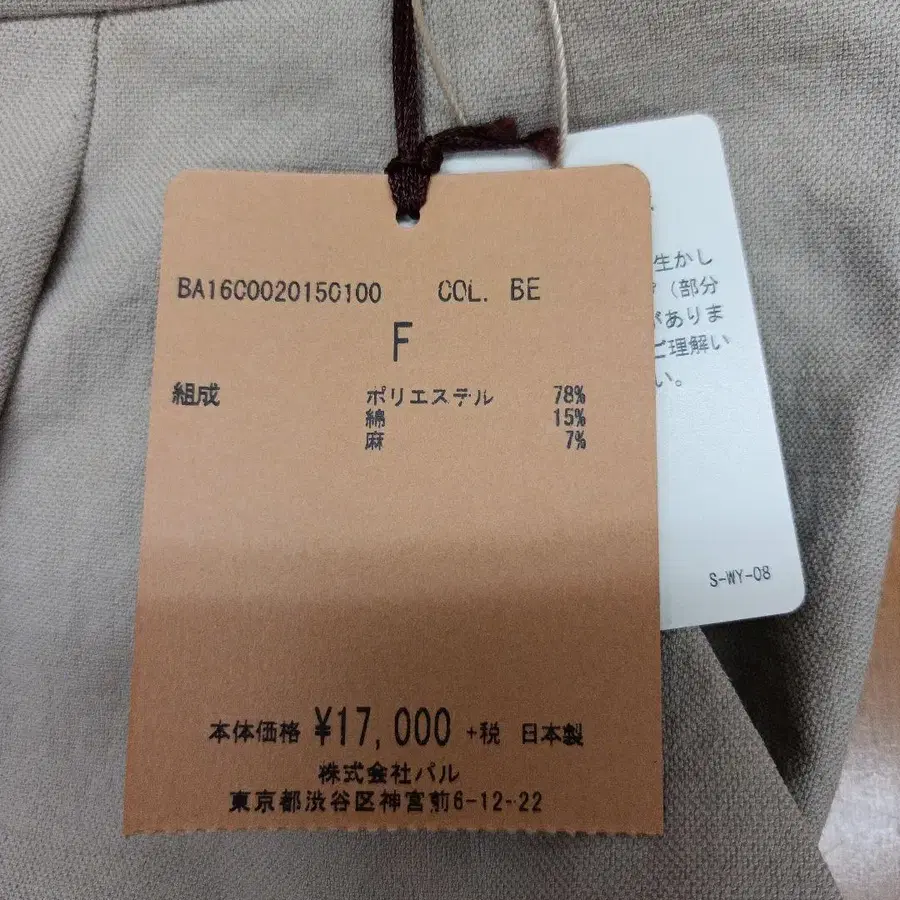 BA16C0020150100 COL. BE
F
組成 ポリエステル 78%
綿 15%
麻 7%
本体価格 ¥17,000 +税 日本製
株式会社パル
東京都渋谷区神宮前6-12-22
生かし
(部分
がありま
ご理解い
い。
S-WY-08